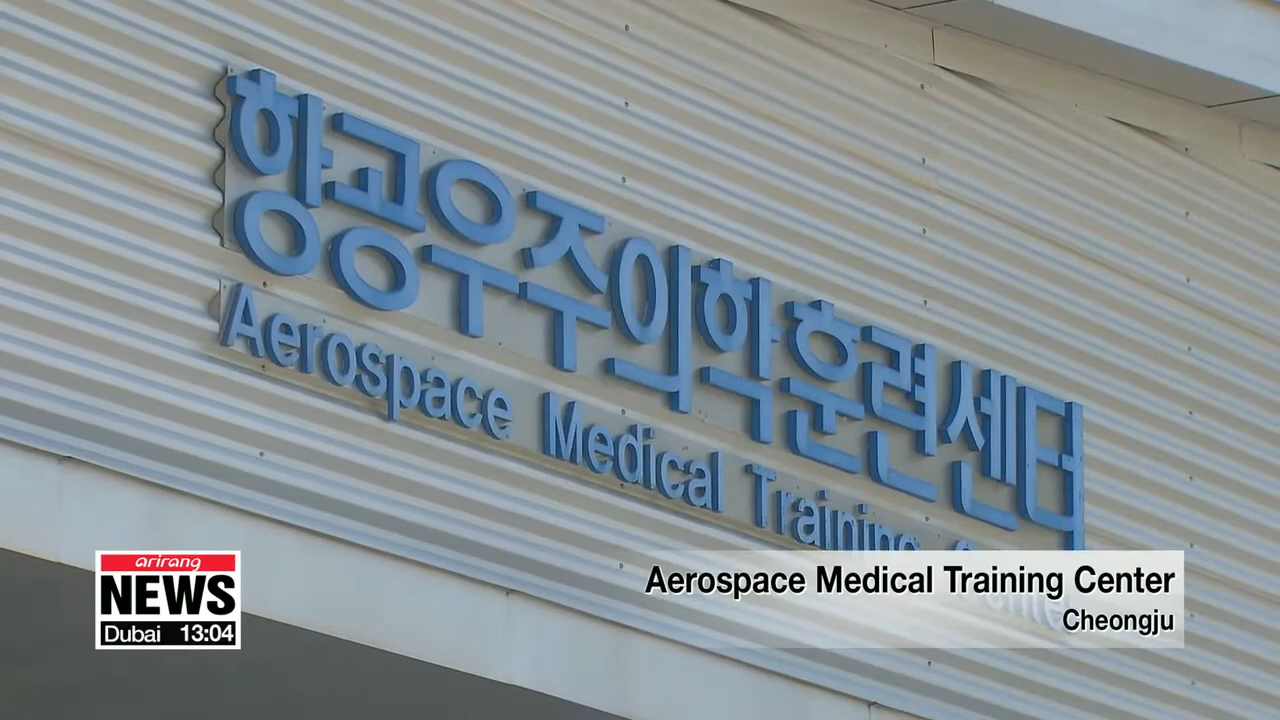 항공우주의학훈련센터
Aerospace Medical Training
Aerospace Medical Training Center
Cheongju
arirang
NEWS
Dubai 13:04